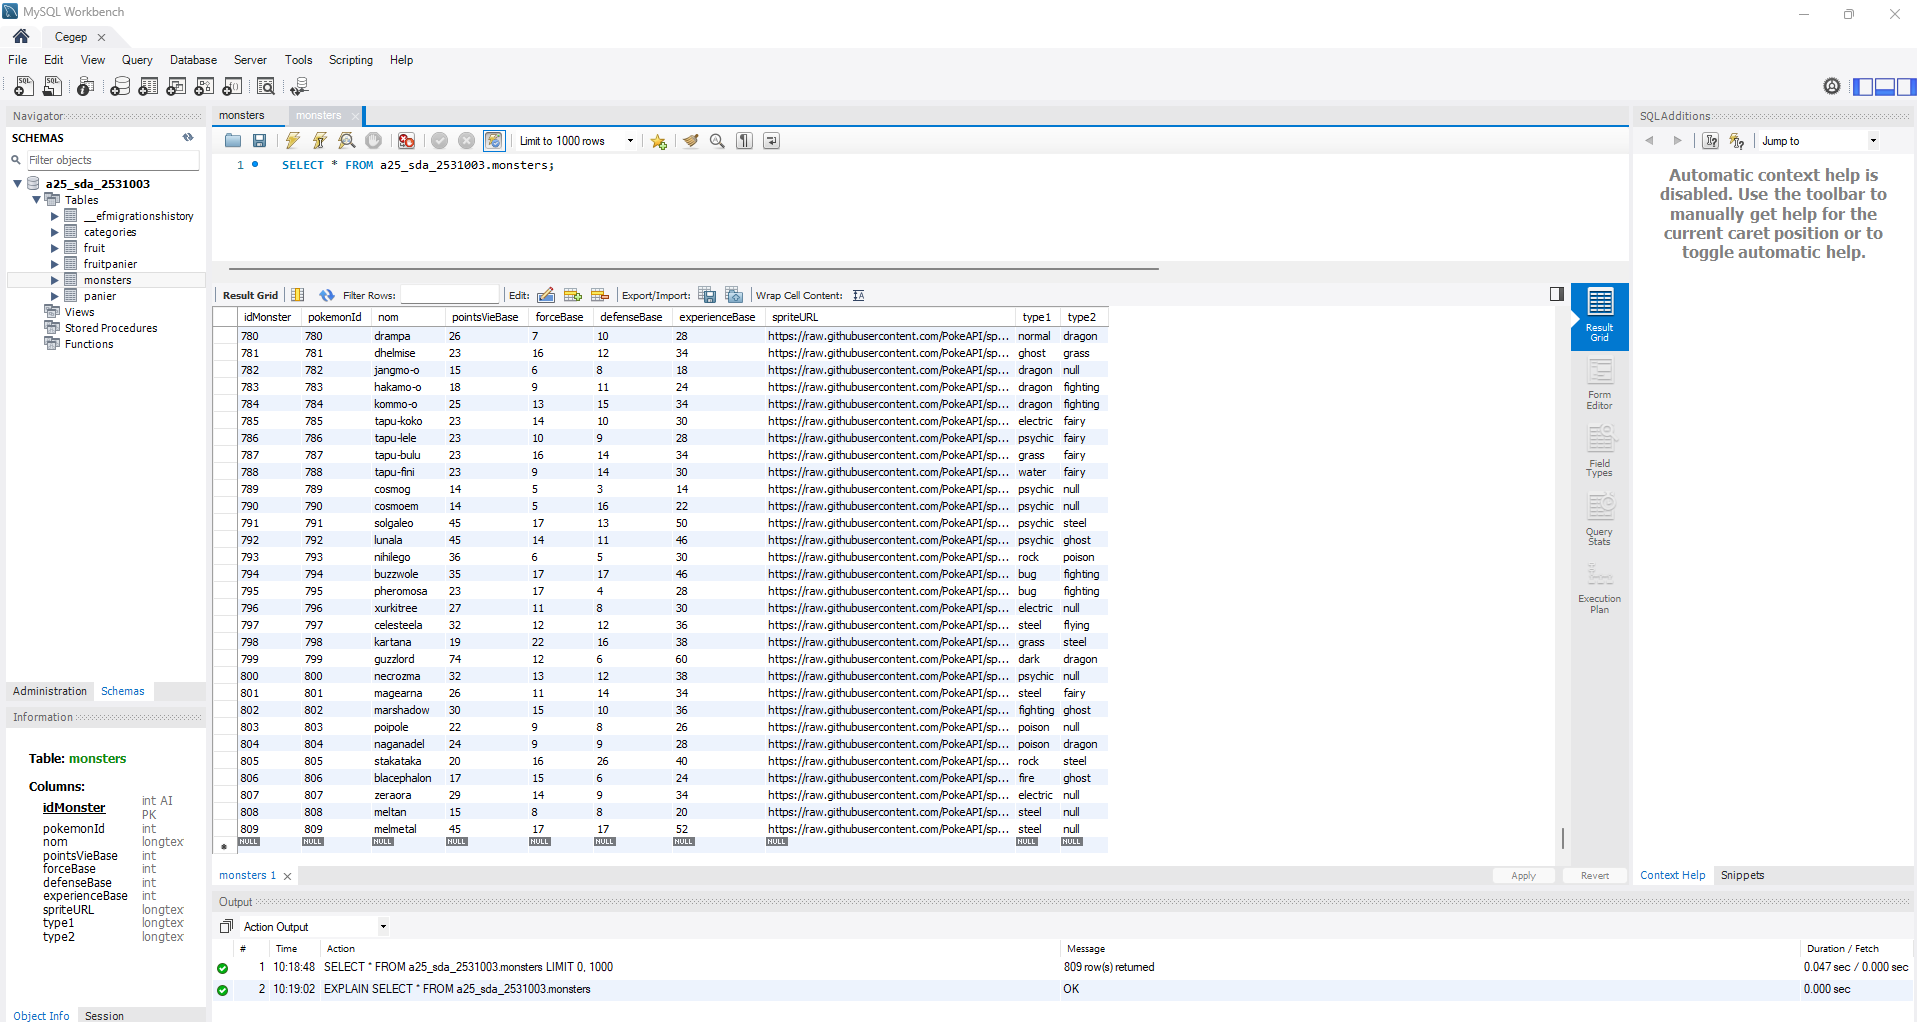 MySQL Workbench
Cegep
File Edit View Query Database Server Tools Scripting Help
Navigator
SCHEMAS
Filter objects
a25_sda_2531003
Tables
__efmigrationshistory
categories
fruit
fruitpanier
monsters
panier
Views
Stored Procedures
Functions
Administration Schemas
Information
Table: monsters
Columns:
idMonster int AI PK
pokemonId int
nom longtex
pointsVieBase int
forceBase int
defenseBase int
experienceBase int
spriteURL longtex
type1 longtex
type2 longtex
Object Info Session
monsters monsters
Limit to 1000 rows
1 SELECT * FROM a25_sda_2531003.monsters;
Result Grid Filter Rows: Edit: Export/Import: Wrap Cell Content:
idMonster pokemonId nom pointsVieBase forceBase defenseBase experienceBase spriteURL type1 type2
780 780 drampa 26 7 10 28 https://raw.githubusercontent.com/PokeAPI/sp... normal dragon
781 781 dhelmise 23 16 12 34 https://raw.githubusercontent.com/PokeAPI/sp... ghost grass
782 782 jangmo-o 15 6 8 18 https://raw.githubusercontent.com/PokeAPI/sp... dragon null
783 783 hakamo-o 18 9 11 24 https://raw.githubusercontent.com/PokeAPI/sp... dragon fighting
784 784 kommo-o 25 13 15 34 https://raw.githubusercontent.com/PokeAPI/sp... dragon fighting
785 785 tapu-koko 23 14 10 30 https://raw.githubusercontent.com/PokeAPI/sp... electric fairy
786 786 tapu-lele 23 10 9 28 https://raw.githubusercontent.com/PokeAPI/sp... psychic fairy
787 787 tapu-bulu 23 16 14 34 https://raw.githubusercontent.com/PokeAPI/sp... grass fairy
788 788 tapu-fini 23 9 14 30 https://raw.githubusercontent.com/PokeAPI/sp... water fairy
789 789 cosmog 14 5 3 14 https://raw.githubusercontent.com/PokeAPI/sp... psychic null
790 790 cosmoem 14 5 16 22 https://raw.githubusercontent.com/PokeAPI/sp... psychic null
791 791 solgaleo 45 17 13 50 https://raw.githubusercontent.com/PokeAPI/sp... psychic steel
792 792 lunala 45 14 11 46 https://raw.githubusercontent.com/PokeAPI/sp... psychic ghost
793 793 nihilego 36 6 5 30 https://raw.githubusercontent.com/PokeAPI/sp... rock poison
794 794 buzzwole 35 17 17 46 https://raw.githubusercontent.com/PokeAPI/sp... bug fighting
795 795 pheromosa 23 17 4 28 https://raw.githubusercontent.com/PokeAPI/sp... bug fighting
796 796 xurkitree 27 11 8 30 https://raw.githubusercontent.com/PokeAPI/sp... electric null
797 797 celesteela 32 12 12 36 https://raw.githubusercontent.com/PokeAPI/sp... steel flying
798 798 kartana 19 22 16 38 https://raw.githubusercontent.com/PokeAPI/sp... grass steel
799 799 guzzlord 74 12 6 60 https://raw.githubusercontent.com/PokeAPI/sp... dark dragon
800 800 necrozma 32 13 12 38 https://raw.githubusercontent.com/PokeAPI/sp... psychic null
801 801 magearna 26 11 14 34 https://raw.githubusercontent.com/PokeAPI/sp... steel fairy
802 802 marshadow 30 15 10 36 https://raw.githubusercontent.com/PokeAPI/sp... fighting ghost
803 803 poipole 22 9 8 26 https://raw.githubusercontent.com/PokeAPI/sp... poison null
804 804 naganadel 24 9 9 28 https://raw.githubusercontent.com/PokeAPI/sp... poison dragon
805 805 stakataka 20 16 26 40 https://raw.githubusercontent.com/PokeAPI/sp... rock steel
806 806 blacephalon 17 15 6 24 https://raw.githubusercontent.com/PokeAPI/sp... fire ghost
807 807 zeraora 29 14 9 34 https://raw.githubusercontent.com/PokeAPI/sp... electric null
808 808 meltan 15 8 8 20 https://raw.githubusercontent.com/PokeAPI/sp... steel null
809 809 melmetal 45 17 17 52 https://raw.githubusercontent.com/PokeAPI/sp... steel null
NULL NULL NULL NULL NULL NULL NULL NULL NULL NULL
Result Grid
Form Editor
Field Types
Query Stats
Execution Plan
monsters 1 Apply Revert
SQLAdditions
Jump to
Automatic context help is
disabled. Use the toolbar to
manually get help for the
current caret position or to
toggle automatic help.
Context Help Snippets
Output
Action Output
# Time Action Message Duration / Fetch
1 10:18:48 SELECT * FROM a25_sda_2531003.monsters LIMIT 0, 1000 809 row(s) returned 0.047 sec / 0.000 sec
2 10:19:02 EXPLAIN SELECT * FROM a25_sda_2531003.monsters OK 0.000 sec